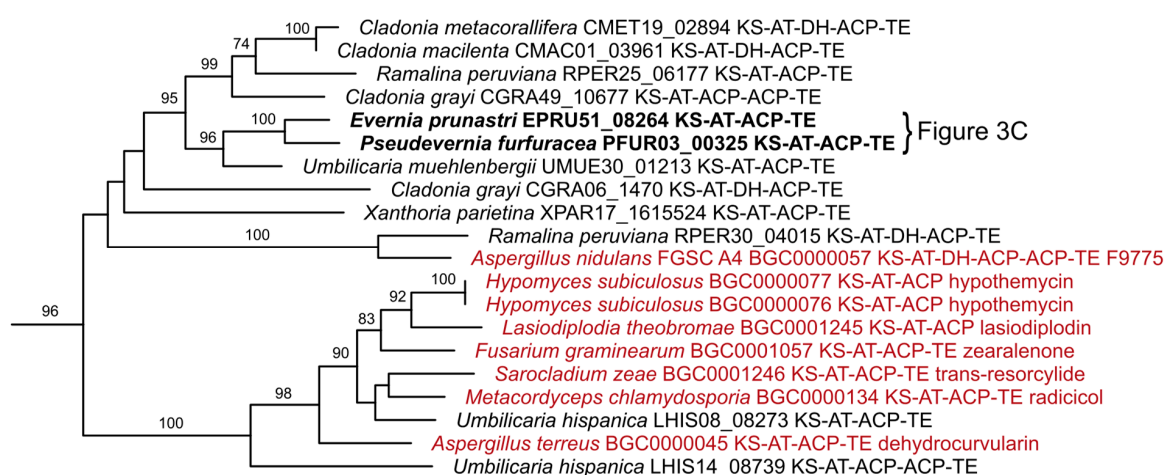 100
Cladonia metacorallifera CMET19_02894 KS-AT-DH-ACP-TE
74
Cladonia macilenta CMAC01_03961 KS-AT-DH-ACP-TE
99
Ramalina peruviana RPER25_06177 KS-AT-ACP-TE
95
Cladonia grayi CGRA49_10677 KS-AT-ACP-ACP-TE
100
Evernia prunastri EPRU51_08264 KS-AT-ACP-TE
} Figure 3C
96
Pseudevernia furfuracea PFUR03_00325 KS-AT-ACP-TE
Umbilicaria muehlenbergii UMUE30_01213 KS-AT-ACP-TE
Cladonia grayi CGRA06_1470 KS-AT-DH-ACP-TE
Xanthoria parietina XPAR17_1615524 KS-AT-ACP-TE
100
Ramalina peruviana RPER30_04015 KS-AT-DH-ACP-TE
Aspergillus nidulans FGSC A4 BGC0000057 KS-AT-DH-ACP-ACP-TE F9775
100
Hypomyces subiculosus BGC0000077 KS-AT-ACP hypothemycin
92
Hypomyces subiculosus BGC0000076 KS-AT-ACP hypothemycin
96
83
Lasiodiplodia theobromae BGC0001245 KS-AT-ACP lasiodiplodin
90
Fusarium graminearum BGC0001057 KS-AT-ACP-TE zearalenone
Sarocladium zeae BGC0001246 KS-AT-ACP-TE trans-resorcylide
98
Metacordyceps chlamydosporia BGC0000134 KS-AT-ACP-TE radicicol
100
Umbilicaria hispanica LHIS08_08273 KS-AT-ACP-TE
Aspergillus terreus BGC0000045 KS-AT-ACP-TE dehydrocurvularin
Umbilicaria hispanica LHIS14_08739 KS-AT-ACP-ACP-TE